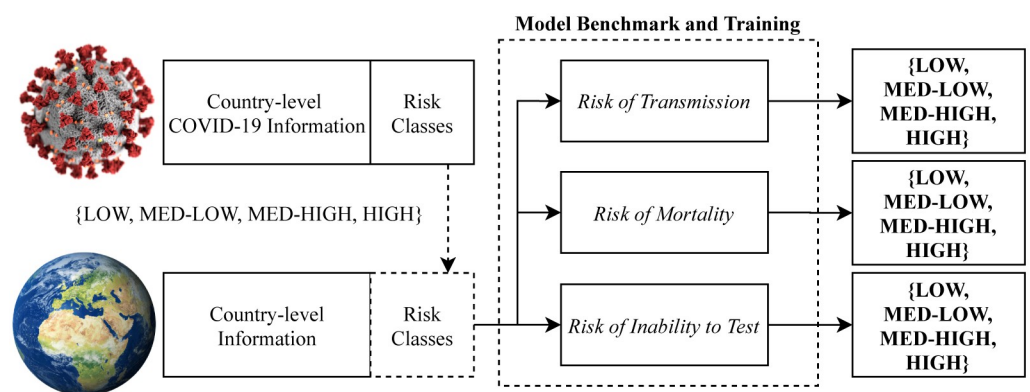 Model Benchmark and Training
Country-level
COVID-19 Information
Risk
Classes
Risk of Transmission
{LOW,
MED-LOW,
MED-HIGH,
HIGH}
{LOW, MED-LOW, MED-HIGH, HIGH}
Risk of Mortality
{LOW,
MED-LOW,
MED-HIGH,
HIGH}
Country-level
Information
Risk
Classes
Risk of Inability to Test
{LOW,
MED-LOW,
MED-HIGH,
HIGH}